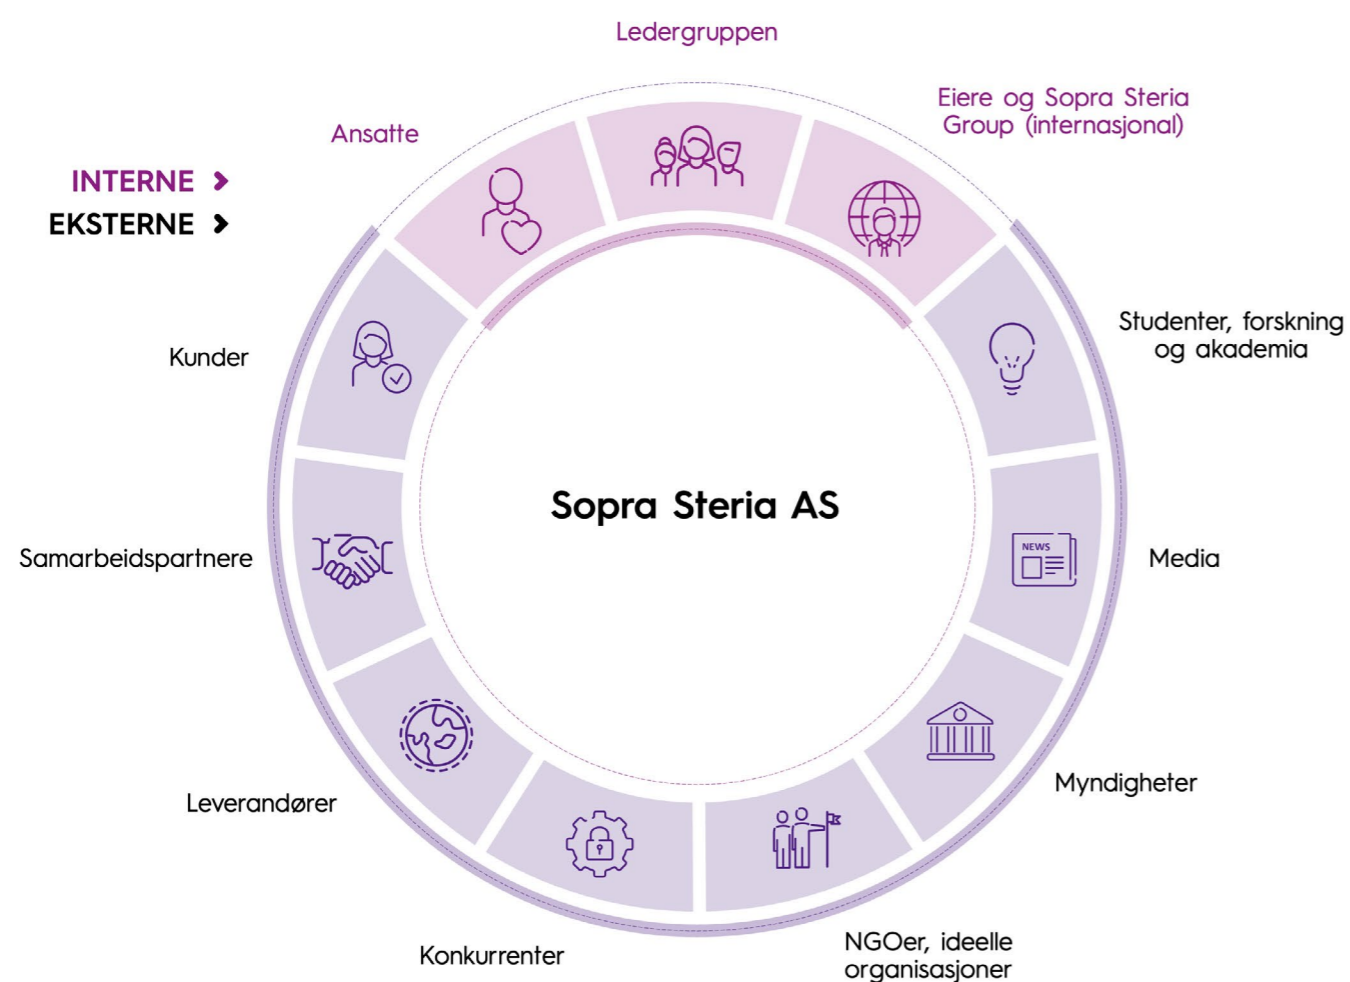 Ledergruppen
Eiere og Sopra Steria
Group (internasjonal)
Ansatte
INTERNE
EKSTERNE
Studenter, forskning
og akademia
Kunder
Sopra Steria AS
NEWS
Samarbeidspartnere
Media
Myndigheter
Leverandører
NGOer, ideelle
organisasjoner
Konkurrenter